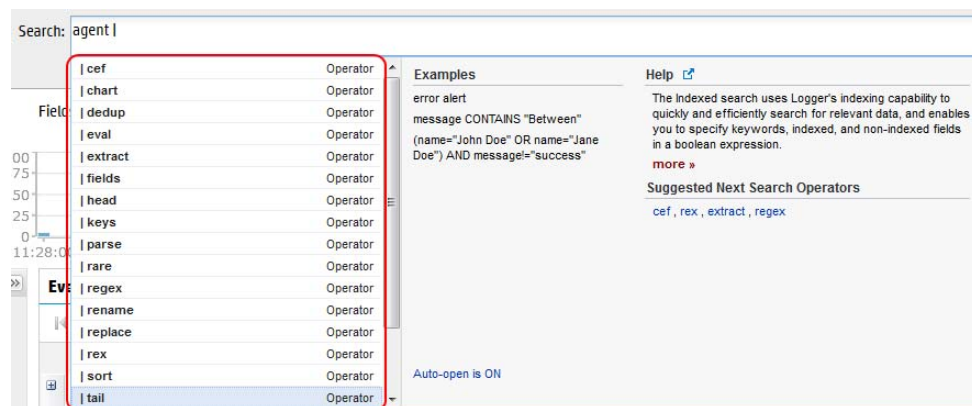 Search: agent |
| cef Operator
| chart Operator
| dedup Operator
| eval Operator
| extract Operator
| fields Operator
| head Operator
| keys Operator
| parse Operator
| rare Operator
| regex Operator
| rename Operator
| replace Operator
| rex Operator
| sort Operator
| tail Operator
00
75
50
25
0
Examples
error alert
message CONTAINS "Between"
(name="John Doe" OR name="Jane
Doe") AND message!="success"
Auto-open is ON
Help
The Indexed search uses Logger's indexing capability to
quickly and efficiently search for relevant data, and enables
you to specify keywords, indexed, and non-indexed fields
in a boolean expression.
more »
Suggested Next Search Operators
cef , rex , extract , regex